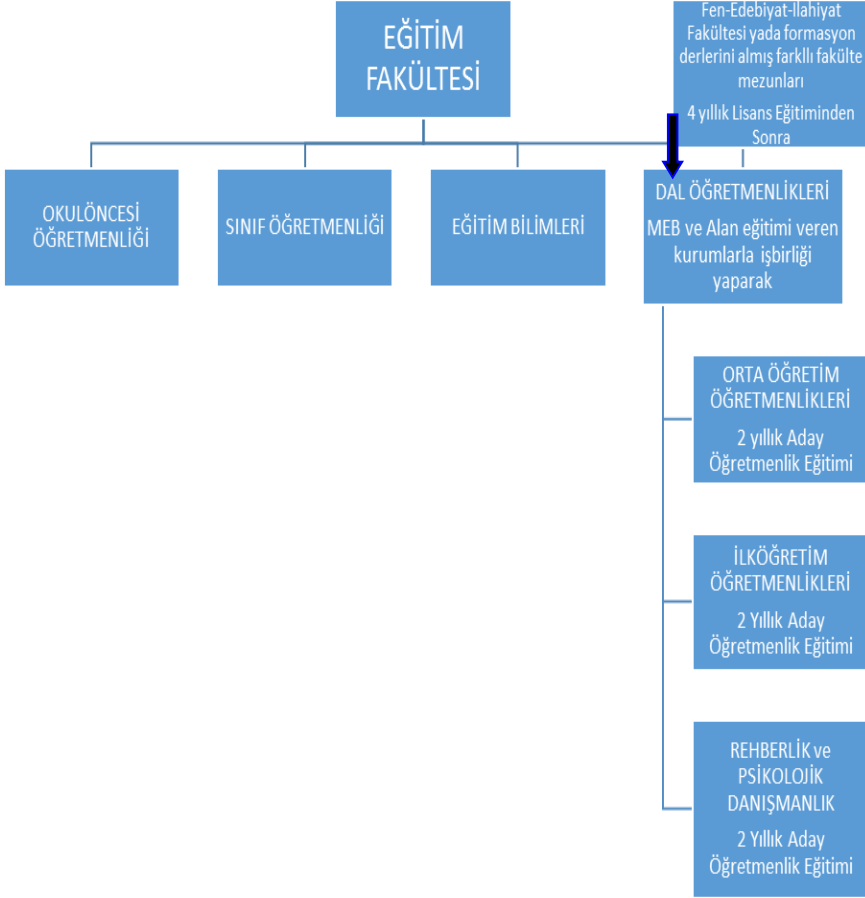 EĞİTİM
FAKÜLTESİ
Fen-Edebiyat-İlahiyat
Fakültesi yada formasyon
derlerini almış farkllı fakülte
mezunları
4 yıllık Lisans Eğitiminden
Sonra
OKULÖNCESİ
ÖĞRETMENLİĞİ
SINIF ÖĞRETMENLİĞİ
EĞİTİM BİLİMLERİ
DAL ÖĞRETMENLİKLERİ
MEB ve Alan eğitimi veren
kurumlarla işbirliği
yaparak
ORTA ÖĞRETİM
ÖĞRETMENLİKLERİ
2 yıllık Aday
Öğretmenlik Eğitimi
İLKÖĞRETİM
ÖĞRETMENLİKLERİ
2 Yıllık Aday
Öğretmenlik Eğitimi
REHBERLİK ve
PSİKOLOJİK
DANIŞMANLIK
2 Yıllık Aday
Öğretmenlik Eğitimi